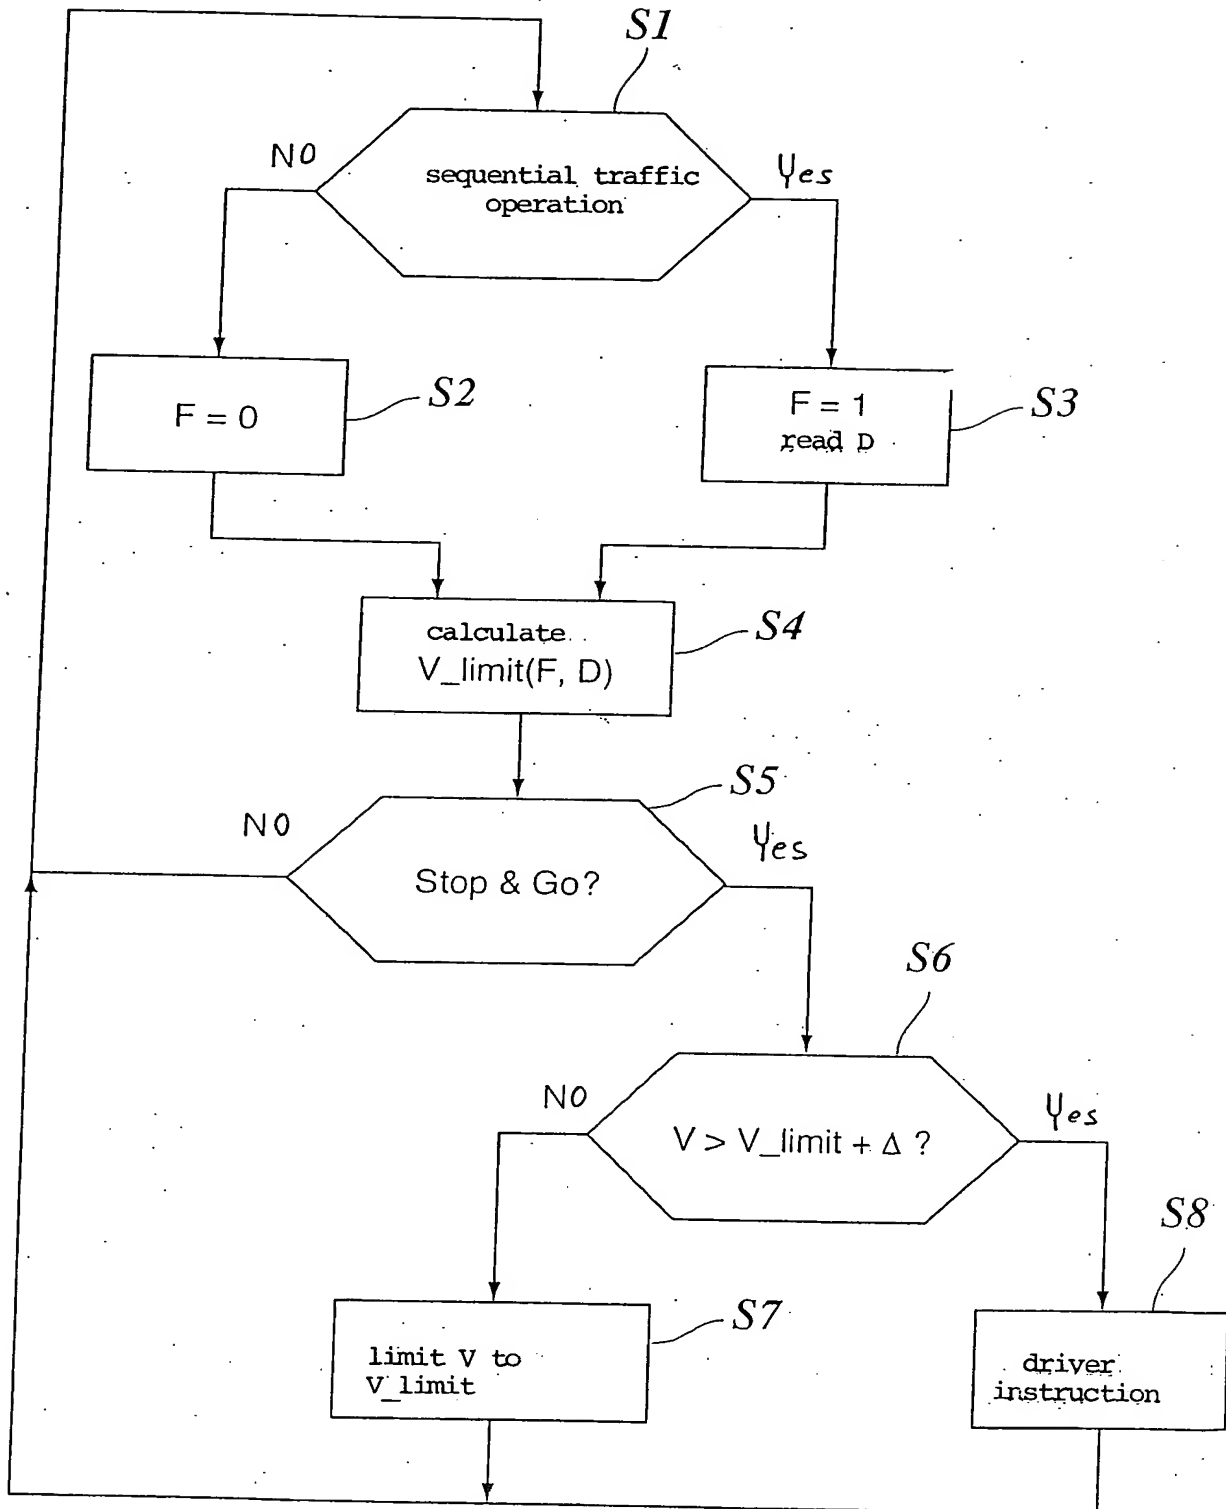 S1
NO
sequential traffic
operation
Yes
F = 0
S2
F = 1
read D
S3
calculate
V_limit(F, D)
S4
S5
NO
Stop & Go?
Yes
S6
NO
V > V_limit + Δ ?
Yes
S8
limit V to
V_limit
S7
driver
instruction